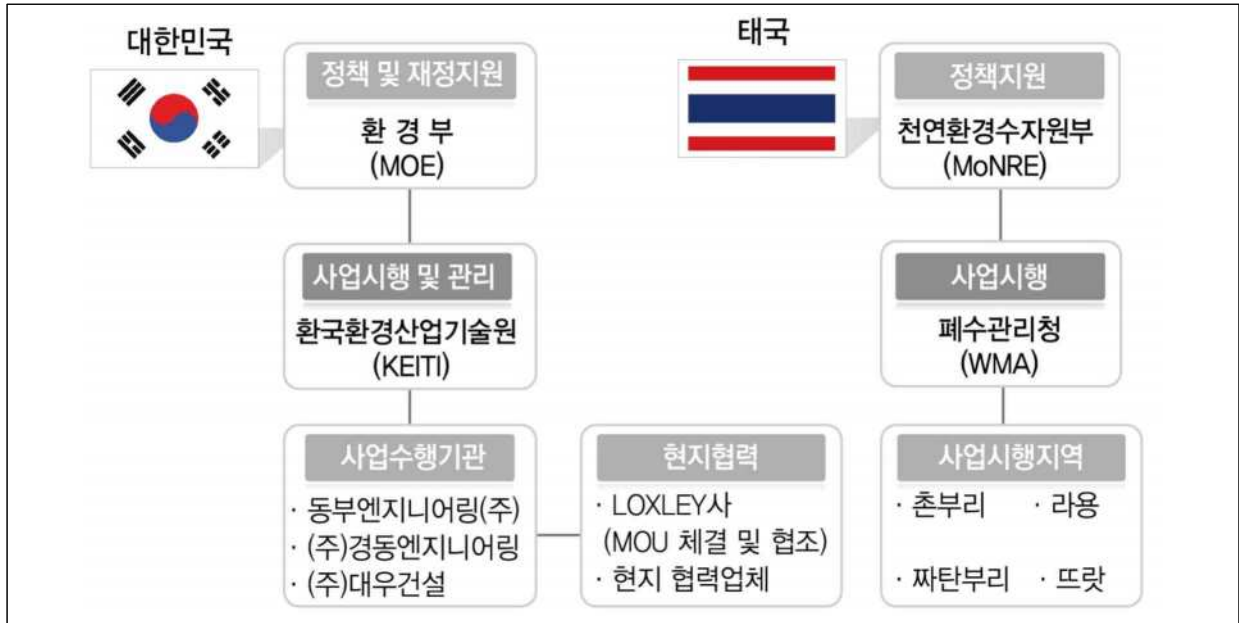 대한민국
정책 및 재정지원
환 경 부
(MOE)
사업시행 및 관리
환국환경산업기술원
(KEITI)
사업수행기관
· 동부엔지니어링(주)
· (주)경동엔지니어링
· (주)대우건설
현지협력
· LOXLEY사
(MOU 체결 및 협조)
· 현지 협력업체
태국
정책지원
천연환경수자원부
(MoNRE)
사업시행
폐수관리청
(WMA)
사업시행지역
· 촌부리 · 라용
· 짜탄부리 · 뜨랏